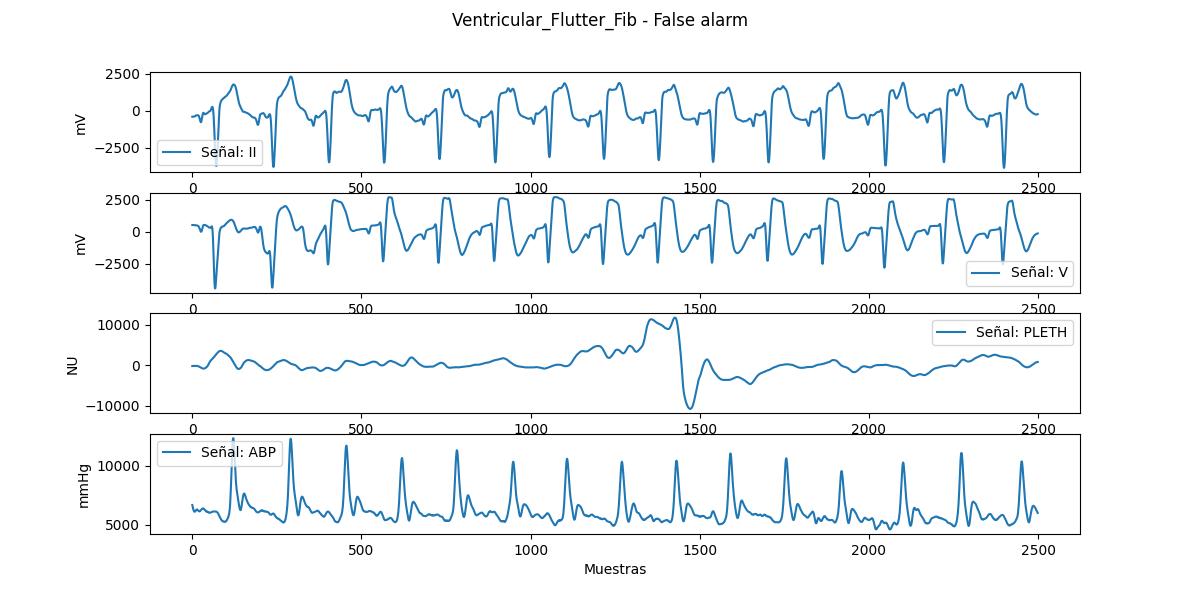 Ventricular_Flutter_Fib - False alarm
2500
0
−2500
mV
Señal: II
0 500 1000 1500 2000 2500
2500
0
−2500
mV
Señal: V
0 500 1000 1500 2000 2500
10000
0
−10000
NU
Señal: PLETH
0 500 1000 1500 2000 2500
10000
5000
mmHg
Señal: ABP
0 500 1000 1500 2000 2500
Muestras